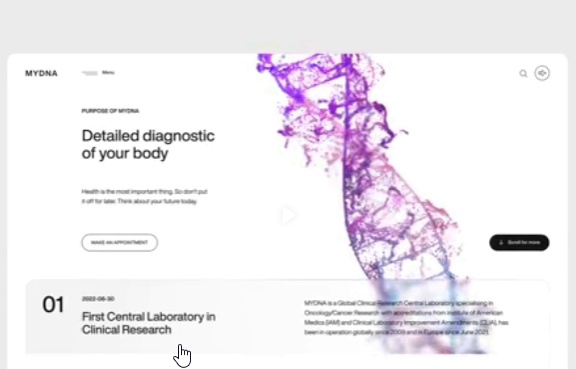 MYDNA
Menu
PURPOSE OF MYDNA
Detailed diagnostic
of your body
Health is the most important thing. So don't put
it off for later. Think about your future today.
MAKE AN APPOINTMENT
Scroll for more
01
2022-08-30
First Central Laboratory in
Clinical Research
MYDNA is a Global Clinical Research Central Laboratory specialising in
Oncology/Cancer Research with accreditations from Institute of American
Medics (IAM) and Clinical Laboratory Improvement Amendments (CLIA), has
been in operation globally since 2009 and in Europe since June 2021.